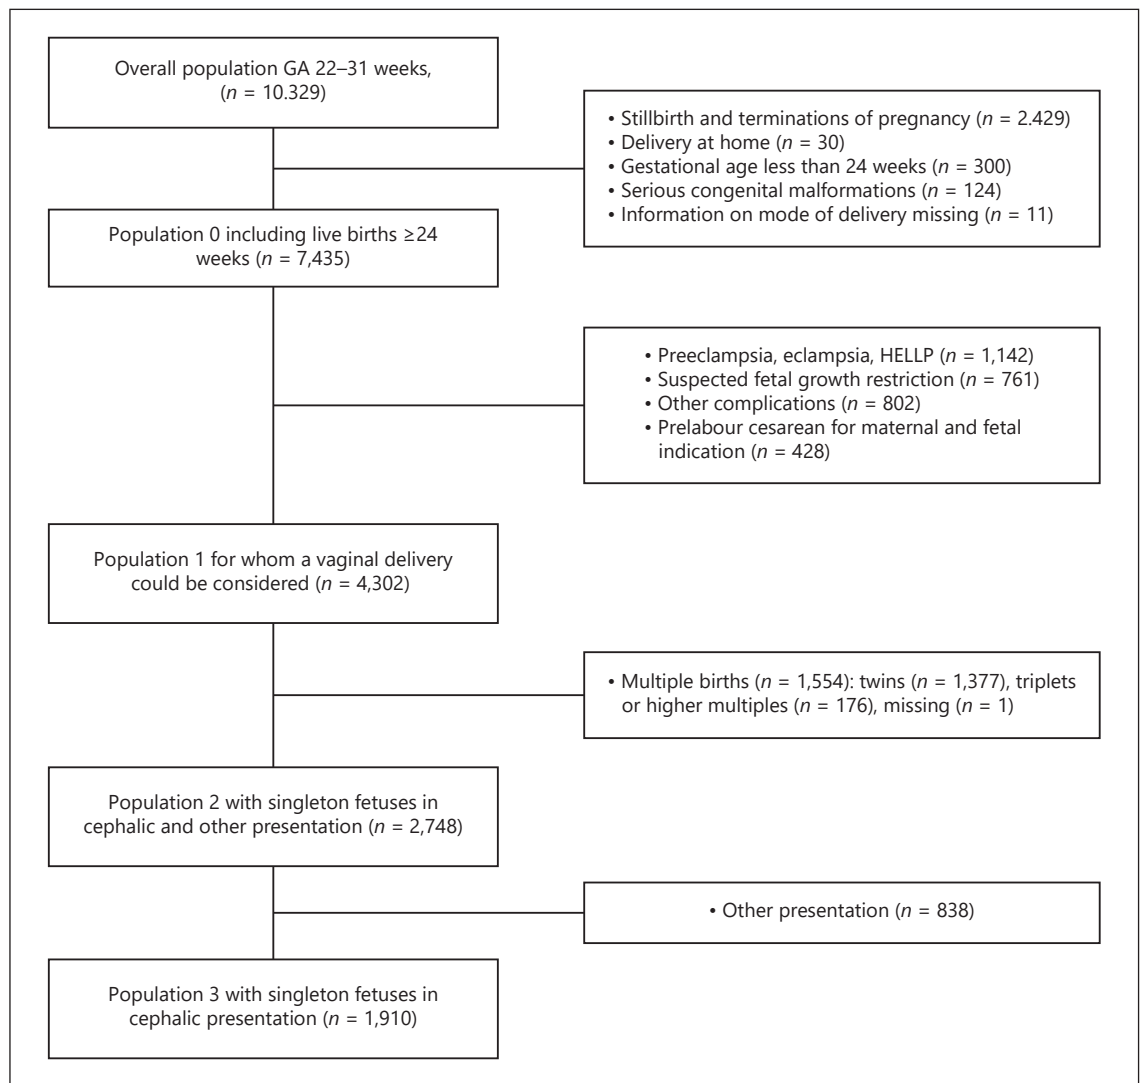 Overall population GA 22–31 weeks,
(n = 10.329)
• Stillbirth and terminations of pregnancy (n = 2.429)
• Delivery at home (n = 30)
• Gestational age less than 24 weeks (n = 300)
• Serious congenital malformations (n = 124)
• Information on mode of delivery missing (n = 11)
Population 0 including live births ≥24
weeks (n = 7,435)
• Preeclampsia, eclampsia, HELLP (n = 1,142)
• Suspected fetal growth restriction (n = 761)
• Other complications (n = 802)
• Prelabour cesarean for maternal and fetal
indication (n = 428)
Population 1 for whom a vaginal delivery
could be considered (n = 4,302)
• Multiple births (n = 1,554): twins (n = 1,377), triplets
or higher multiples (n = 176), missing (n = 1)
Population 2 with singleton fetuses in
cephalic and other presentation (n = 2,748)
• Other presentation (n = 838)
Population 3 with singleton fetuses in
cephalic presentation (n = 1,910)